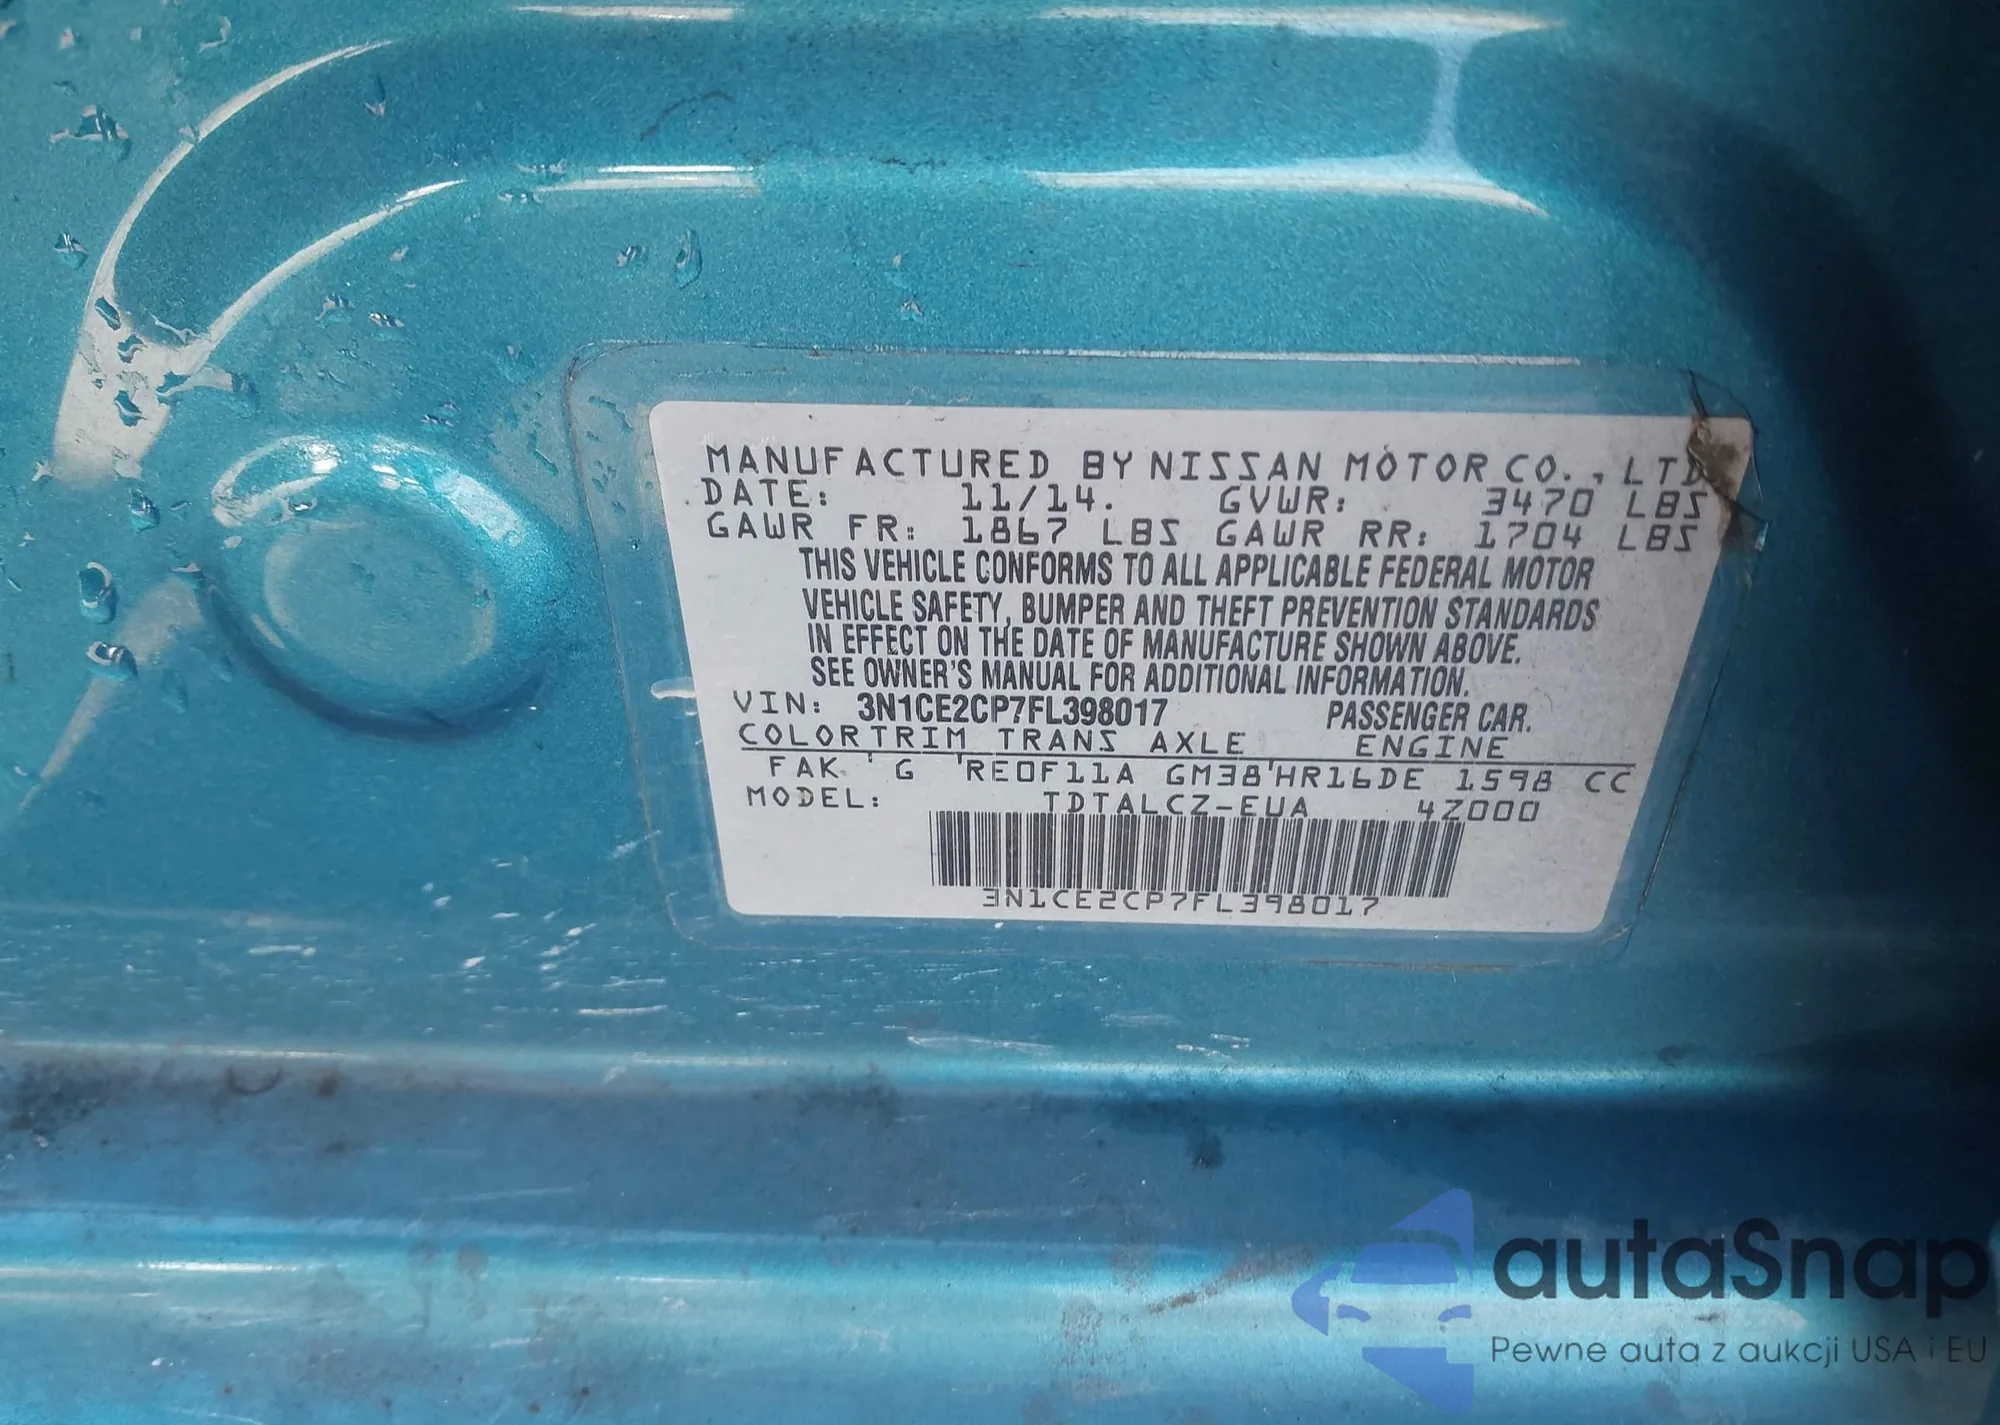 MANUFACTURED BY NISSAN MOTOR CO., LTD
DATE: 11/14. GVWR: 3470 LBS
GAWR FR: 1867 LBS GAWR RR: 1704 LBS
THIS VEHICLE CONFORMS TO ALL APPLICABLE FEDERAL MOTOR
VEHICLE SAFETY, BUMPER AND THEFT PREVENTION STANDARDS
IN EFFECT ON THE DATE OF MANUFACTURE SHOWN ABOVE.
SEE OWNER'S MANUAL FOR ADDITIONAL INFORMATION.
VIN: 3N1CE2CP7FL398017 PASSENGER CAR.
COLORTRIM TRANS AXLE ENGINE
FAK ' G 'RE0F11A GM38'HR16DE 1598 CC
MODEL: TDTALCZ-EUA 4Z000
3N1CE2CP7FL398017
autaSnap
Pewne auta z aukcji USA i EU